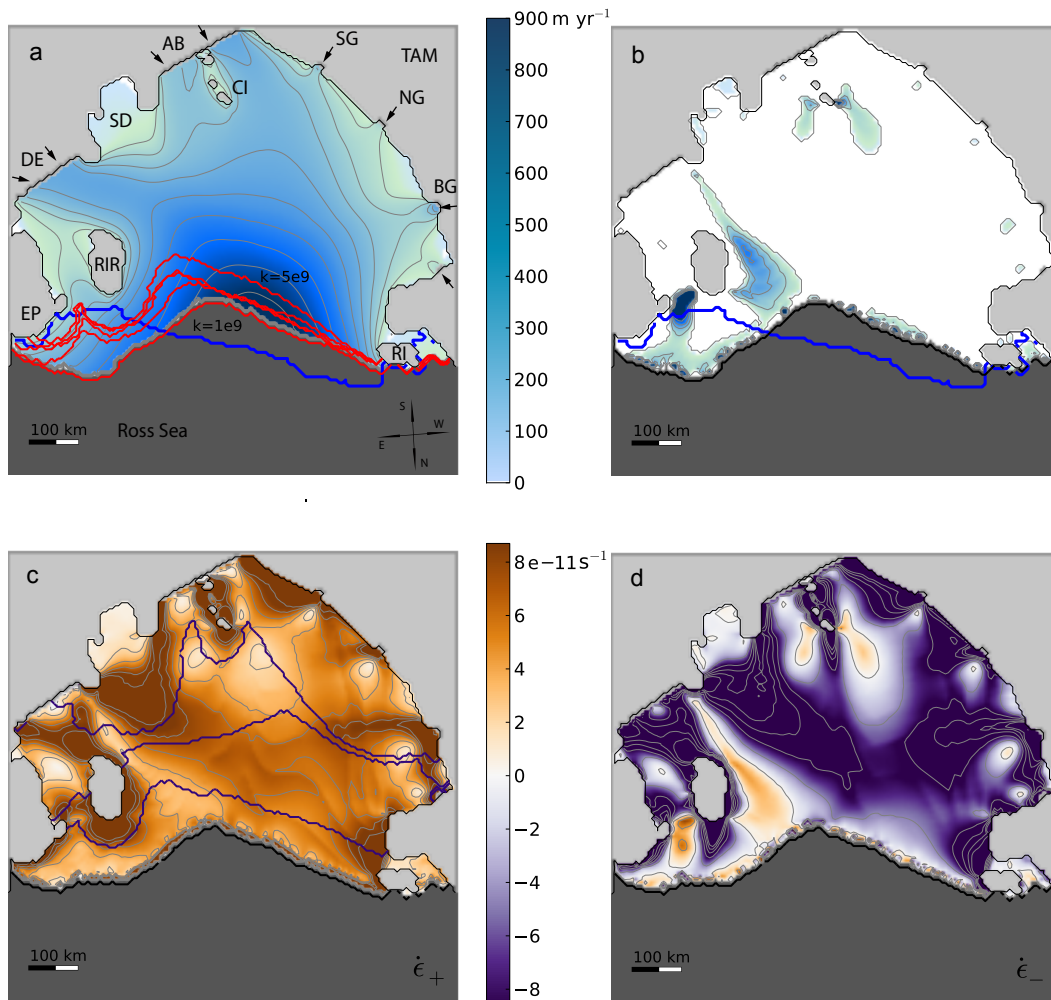 a
AB
SG
TAM
CI
NG
SD
DE
BG
RIR
k=5e9
EP
k=1e9
RI
100 km
Ross Sea
S
W
E
N
900 m yr⁻¹
800
700
600
500
400
300
200
100
0
b
100 km
c
100 km
ϵ̇₊
8 e−11S⁻¹
6
4
2
0
−2
−4
−6
−8
d
100 km
ϵ̇₋